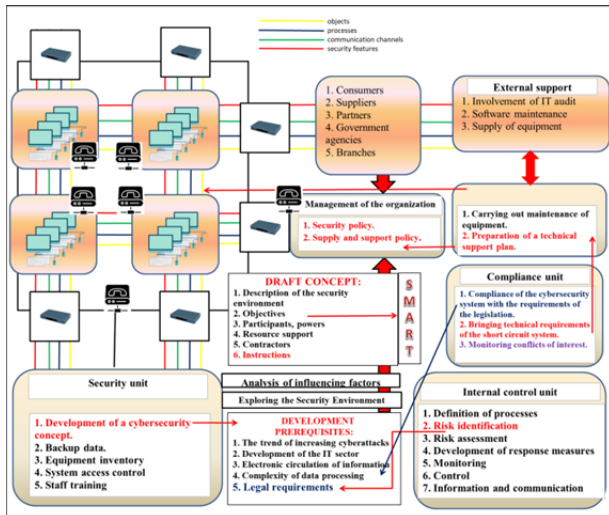 objects
processes
communication channels
security features
1. Consumers
2. Suppliers
3. Partners
4. Government
agencies
5. Branches
External support
1. Involvement of IT audit
2. Software maintenance
3. Supply of equipment
Management of the organization
1. Security policy.
2. Supply and support policy.
1. Carrying out maintenance of
equipment.
2. Preparation of a technical
support plan.
DRAFT CONCEPT:
1. Description of the security
environment
2. Objectives
3. Participants, powers
4. Resource support
5. Contractors
6. Instructions
S
M
A
R
T
Compliance unit
1. Compliance of the cybersecurity
system with the requirements of
the legislation.
2. Bringing technical requirements
of the short circuit system.
3. Monitoring conflicts of interest.
Analysis of influencing factors
Exploring the Security Environment
Security unit
1. Development of a cybersecurity
concept.
2. Backup data.
3. Equipment inventory
4. System access control
5. Staff training
DEVELOPMENT
PREREQUISITES:
1. The trend of increasing cyberattacks
2. Development of the IT sector
3. Electronic circulation of information
4. Complexity of data processing
5. Legal requirements
Internal control unit
1. Definition of processes
2. Risk identification
3. Risk assessment
4. Development of response measures
5. Monitoring
6. Control
7. Information and communication